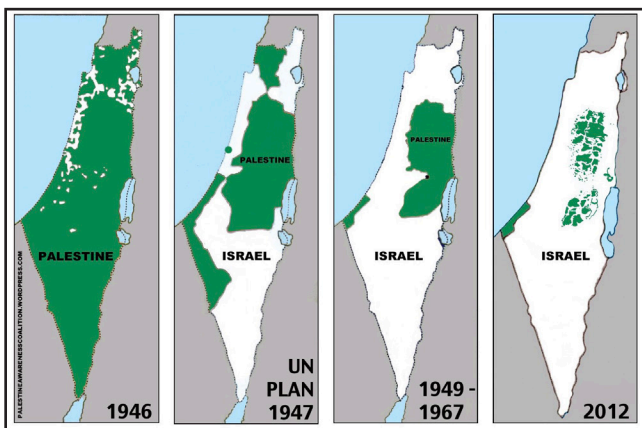 PALESTINEAWARENESSCOALITION.WORDPRESS.COM
PALESTINE
1946
PALESTINE
ISRAEL
UN
PLAN
1947
PALESTINE
ISRAEL
1949 -
1967
ISRAEL
2012